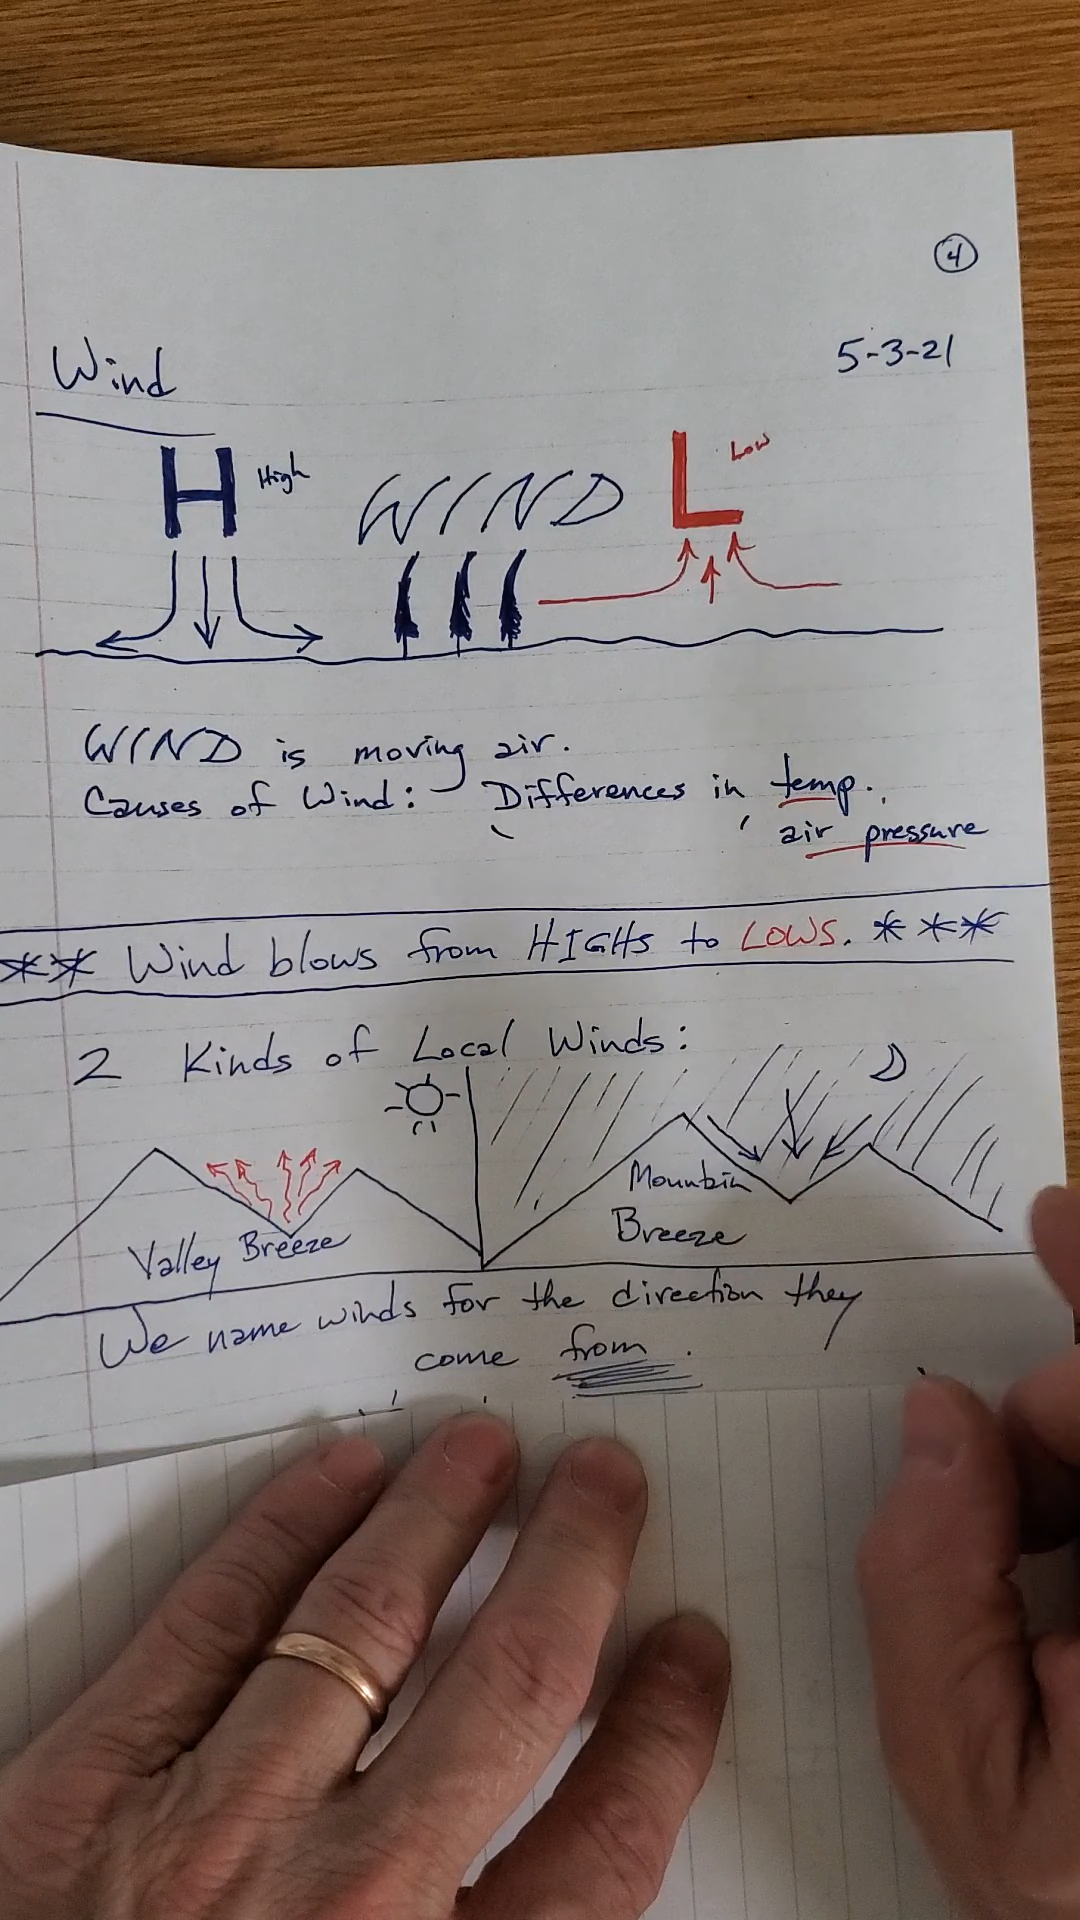 4
5-3-21
Wind
H High WIND L Low
WIND is moving air.
Causes of Wind: Differences in temp.,
air pressure
** Wind blows from HIGHs to LOWS. ***
2 Kinds of Local Winds:
Valley Breeze
Mountain
Breeze
We name winds for the direction they
come from.